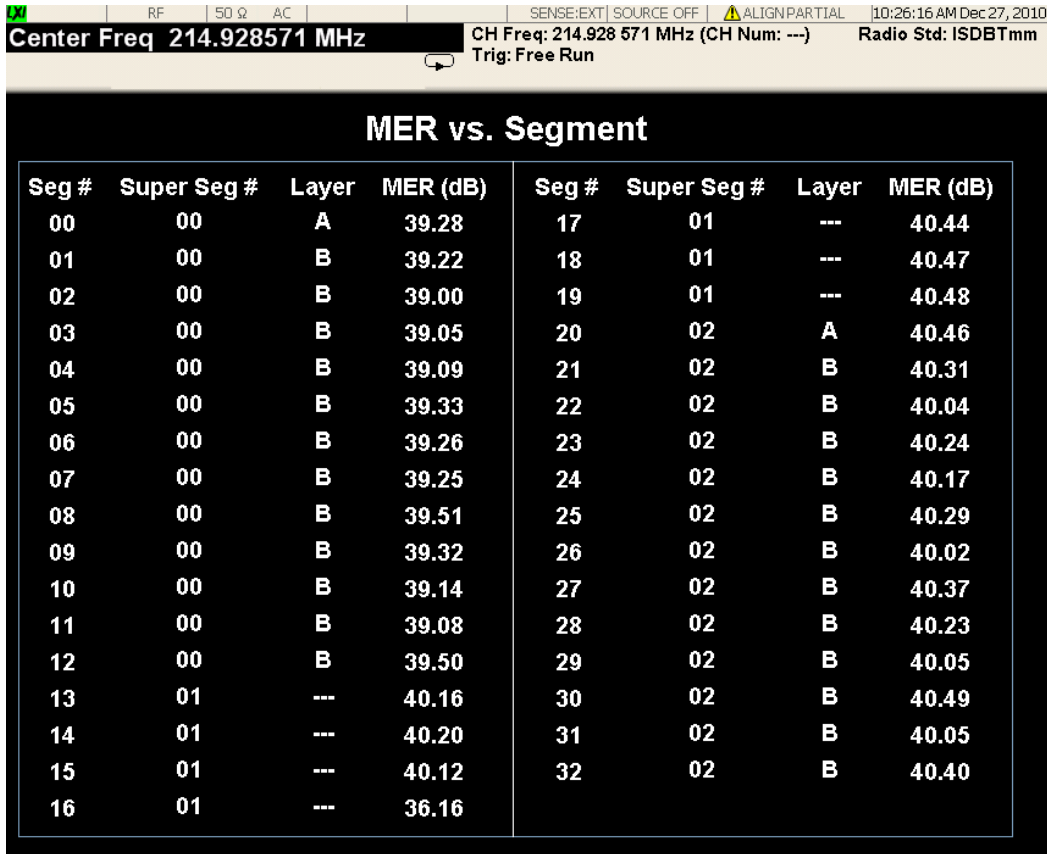 LXI RF 50 Ω AC SENSE:EXT SOURCE OFF ALIGN PARTIAL 10:26:16 AM Dec 27, 2010
Center Freq 214.928571 MHz
CH Freq: 214.928 571 MHz (CH Num: ---) Radio Std: ISDBTmm
Trig: Free Run
MER vs. Segment
Seg # Super Seg # Layer MER (dB) Seg # Super Seg # Layer MER (dB)
00 00 A 39.28 17 01 --- 40.44
01 00 B 39.22 18 01 --- 40.47
02 00 B 39.00 19 01 --- 40.48
03 00 B 39.05 20 02 A 40.46
04 00 B 39.09 21 02 B 40.31
05 00 B 39.33 22 02 B 40.04
06 00 B 39.26 23 02 B 40.24
07 00 B 39.25 24 02 B 40.17
08 00 B 39.51 25 02 B 40.29
09 00 B 39.32 26 02 B 40.02
10 00 B 39.14 27 02 B 40.37
11 00 B 39.08 28 02 B 40.23
12 00 B 39.50 29 02 B 40.05
13 01 --- 40.16 30 02 B 40.49
14 01 --- 40.20 31 02 B 40.05
15 01 --- 40.12 32 02 B 40.40
16 01 --- 36.16